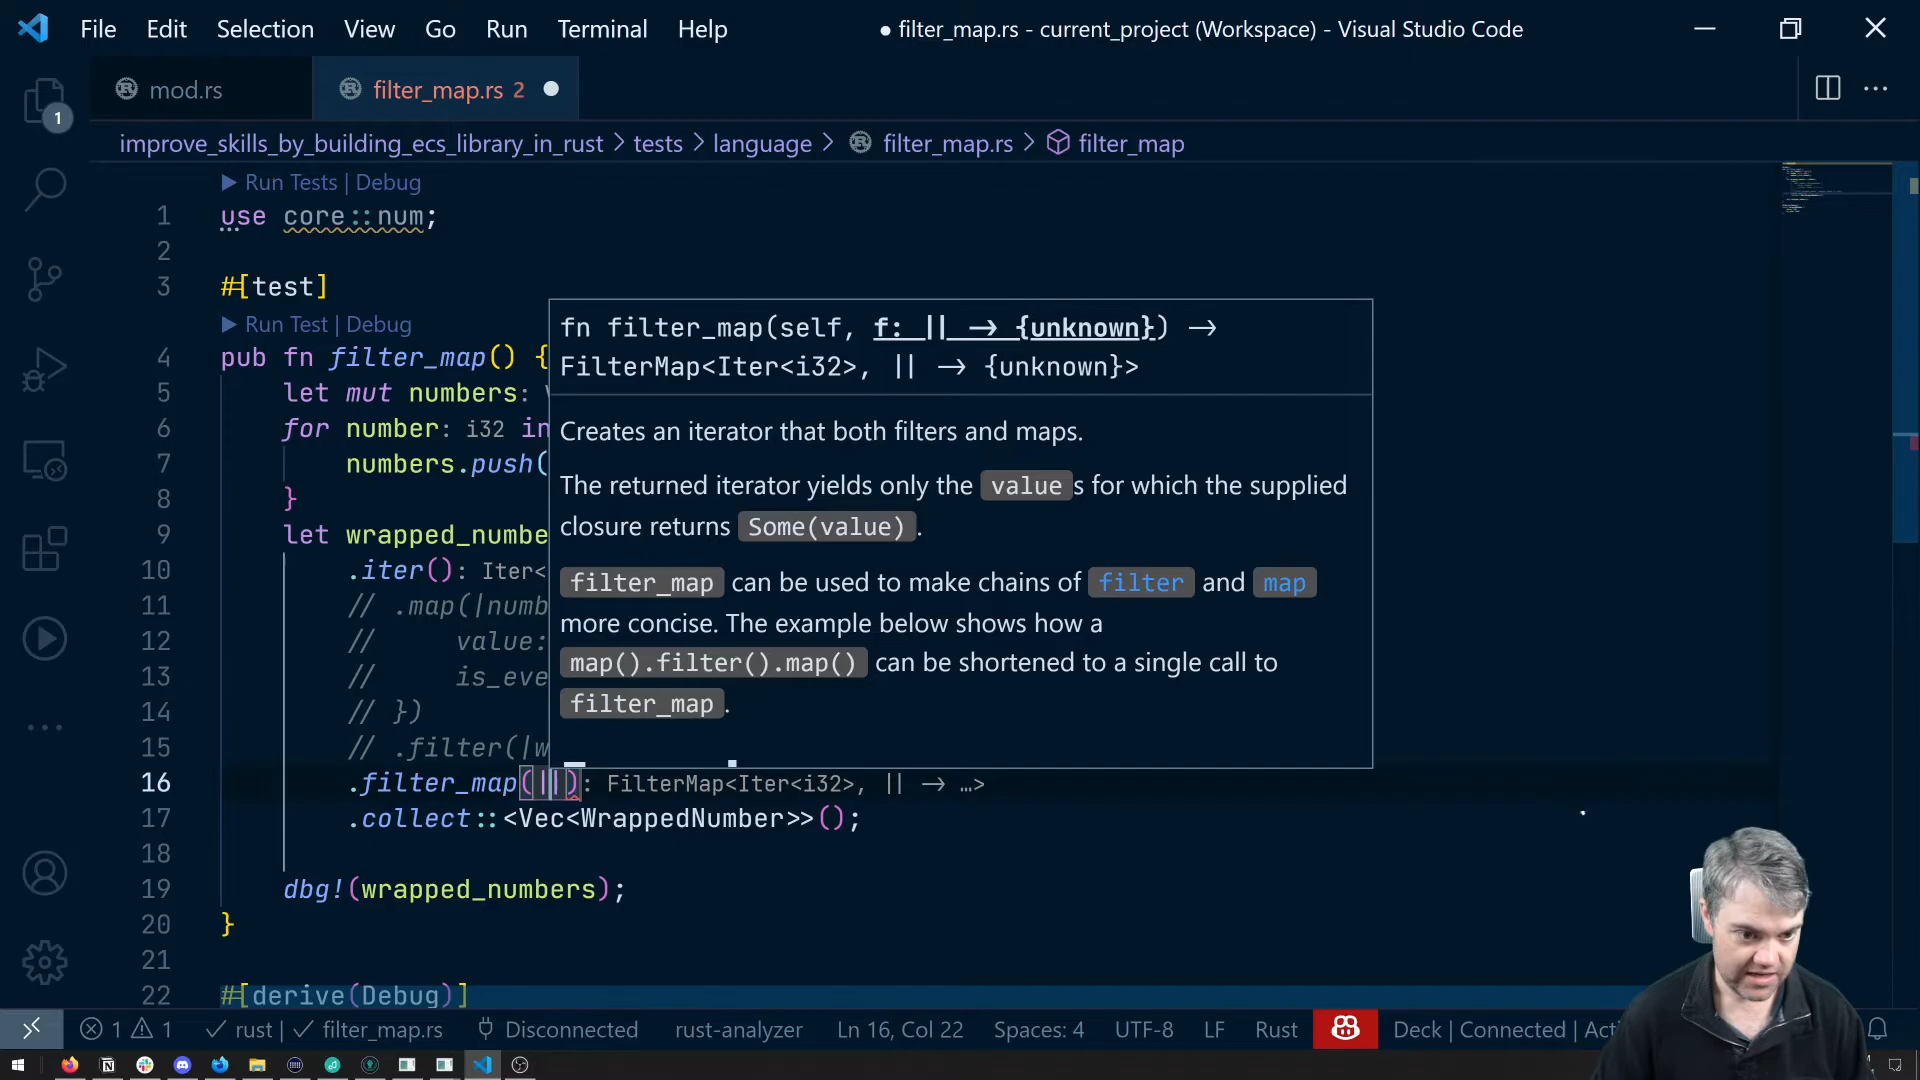 File Edit Selection View Go Run Terminal Help
● filter_map.rs - current_project (Workspace) - Visual Studio Code
mod.rs
filter_map.rs 2
improve_skills_by_building_ecs_library_in_rust > tests > language > filter_map.rs > filter_map
1
Run Tests | Debug
1 use core::num;
2
3 #[test]
Run Test | Debug
4 pub fn filter_map() {
5 let mut numbers:
6 for number: i32 in
7 numbers.push(
8 }
9 let wrapped_numbe
10 .iter(): Iter<
11 // .map(|numb
12 // value:
13 // is_eve
14 // })
15 // .filter(|w
16 .filter_map(||): FilterMap<Iter<i32>, || -> …>
17 .collect::<Vec<WrappedNumber>>();
18
19 dbg!(wrapped_numbers);
20 }
21
22 #[derive(Debug)]
fn filter_map(self, f: || -> {unknown}) ->
FilterMap<Iter<i32>, || -> {unknown}>
Creates an iterator that both filters and maps.
The returned iterator yields only the values for which the supplied
closure returns Some(value).
filter_map can be used to make chains of filter and map
more concise. The example below shows how a
map().filter().map() can be shortened to a single call to
filter_map.
1 1 rust | filter_map.rs Disconnected rust-analyzer Ln 16, Col 22 Spaces: 4 UTF-8 LF Rust Deck | Connected |